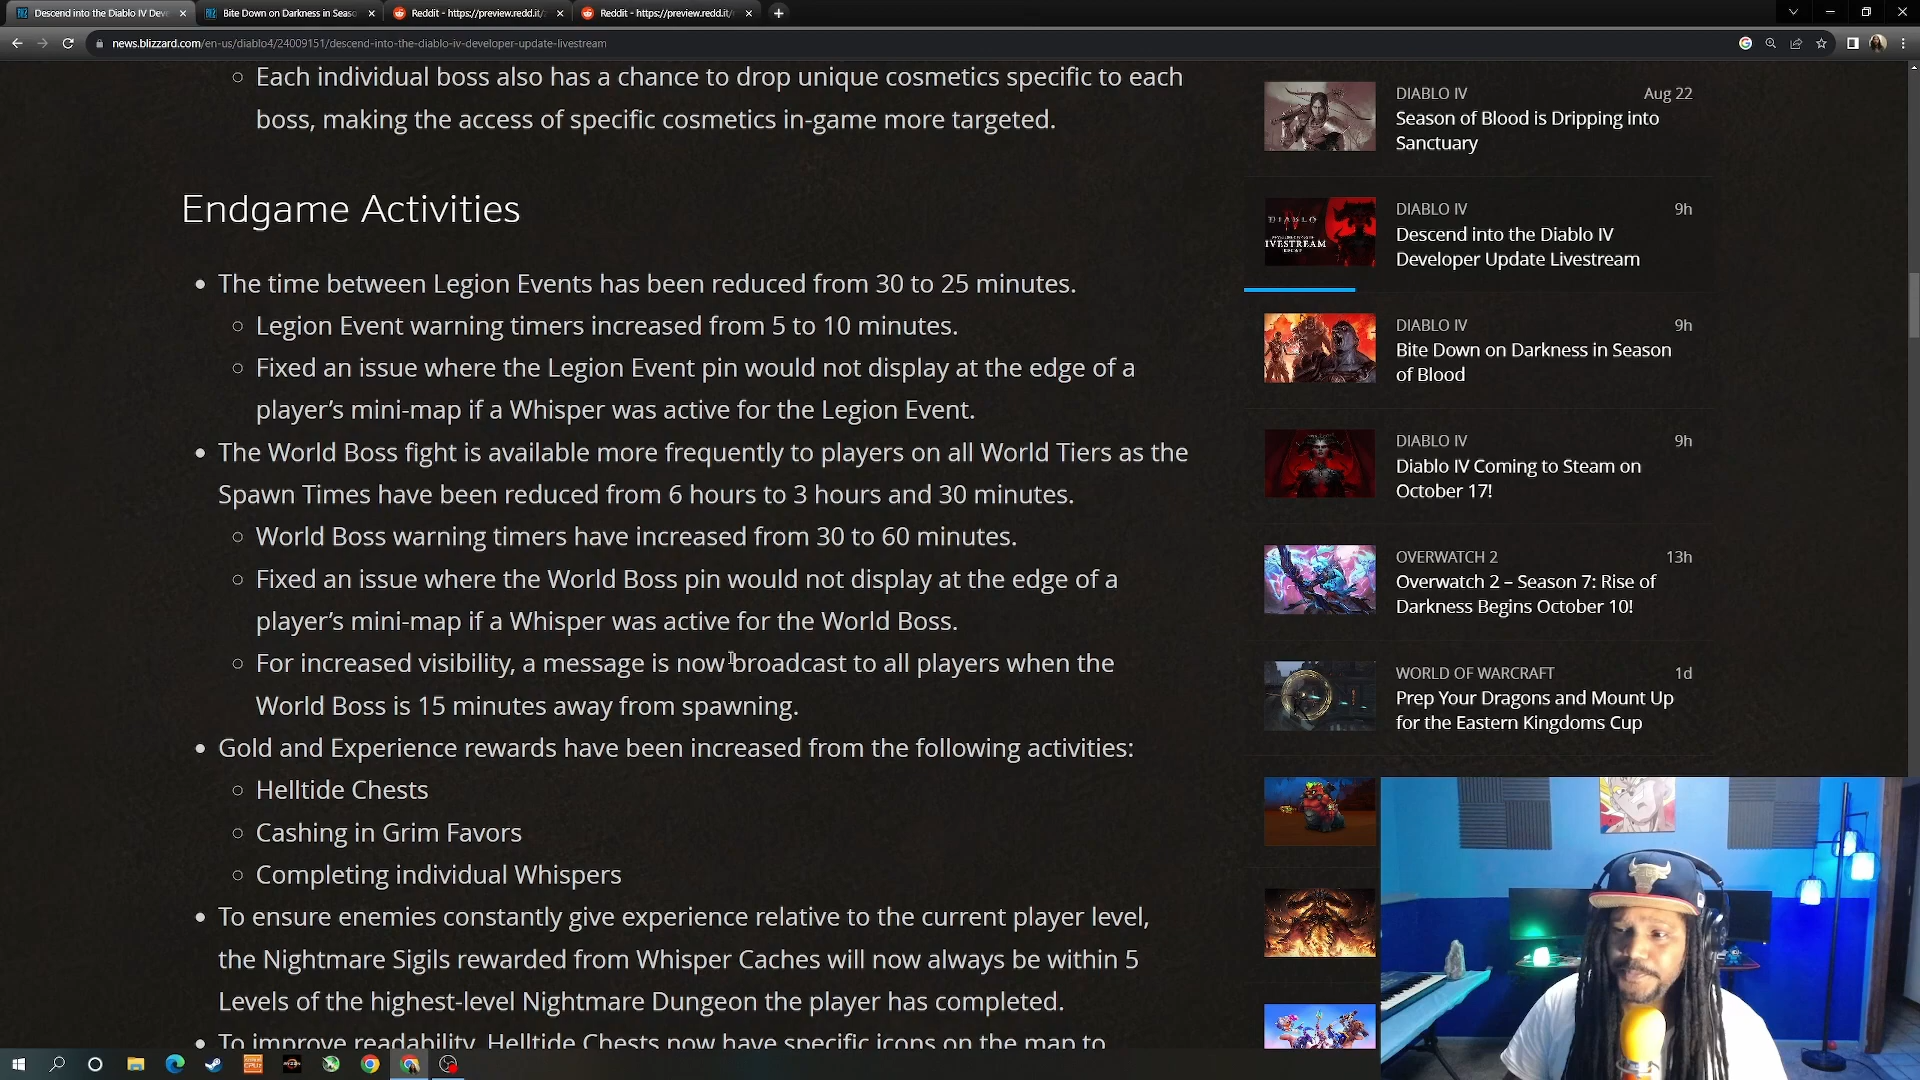 Descend into the Diablo IV Dev
Bite Down on Darkness in Seaso
Reddit - https://preview.redd.it/
Reddit - https://preview.redd.it/
news.blizzard.com/en-us/diablo4/24009151/descend-into-the-diablo-iv-developer-update-livestream
Each individual boss also has a chance to drop unique cosmetics specific to each
boss, making the access of specific cosmetics in-game more targeted.
Endgame Activities
The time between Legion Events has been reduced from 30 to 25 minutes.
Legion Event warning timers increased from 5 to 10 minutes.
Fixed an issue where the Legion Event pin would not display at the edge of a
player’s mini-map if a Whisper was active for the Legion Event.
The World Boss fight is available more frequently to players on all World Tiers as the
Spawn Times have been reduced from 6 hours to 3 hours and 30 minutes.
World Boss warning timers have increased from 30 to 60 minutes.
Fixed an issue where the World Boss pin would not display at the edge of a
player’s mini-map if a Whisper was active for the World Boss.
For increased visibility, a message is now broadcast to all players when the
World Boss is 15 minutes away from spawning.
Gold and Experience rewards have been increased from the following activities:
Helltide Chests
Cashing in Grim Favors
Completing individual Whispers
To ensure enemies constantly give experience relative to the current player level,
the Nightmare Sigils rewarded from Whisper Caches will now always be within 5
Levels of the highest-level Nightmare Dungeon the player has completed.
To improve readability, Helltide Chests now have specific icons on the map to
DIABLO IV Aug 22
Season of Blood is Dripping into
Sanctuary
DIABLO
IV
LIVESTREAM
DIABLO IV 9h
Descend into the Diablo IV
Developer Update Livestream
DIABLO IV 9h
Bite Down on Darkness in Season
of Blood
DIABLO IV 9h
Diablo IV Coming to Steam on
October 17!
OVERWATCH 2 13h
Overwatch 2 – Season 7: Rise of
Darkness Begins October 10!
WORLD OF WARCRAFT 1d
Prep Your Dragons and Mount Up
for the Eastern Kingdoms Cup